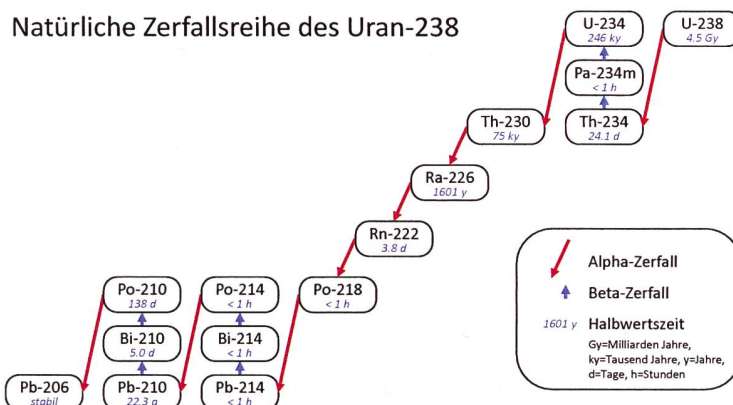 Natürliche Zerfallsreihe des Uran-238
U-234
246 ky
U-238
4.5 Gy
Pa-234m
< 1 h
Th-230
75 ky
Th-234
24.1 d
Ra-226
1601 y
Rn-222
3.8 d
Po-210
138 d
Po-214
< 1 h
Po-218
< 1 h
Bi-210
5.0 d
Bi-214
< 1 h
Pb-206
stabil
Pb-210
22.3 a
Pb-214
< 1 h
Alpha-Zerfall
Beta-Zerfall
1601 y Halbwertszeit
Gy=Milliarden Jahre,
ky=Tausend Jahre, y=Jahre,
d=Tage, h=Stunden